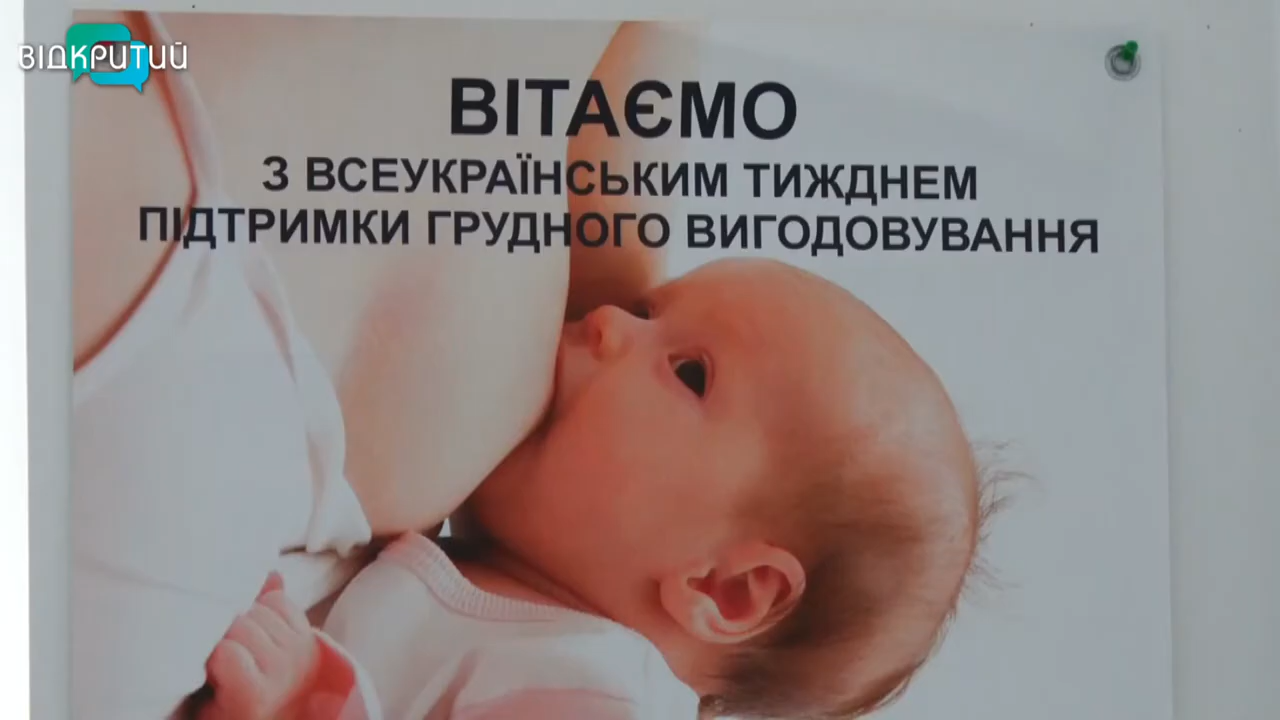 ВІДКРИТИЙ
ВІТАЄМО
З ВСЕУКРАЇНСЬКИМ ТИЖДНЕМ
ПІДТРИМКИ ГРУДНОГО ВИГОДОВУВАННЯ